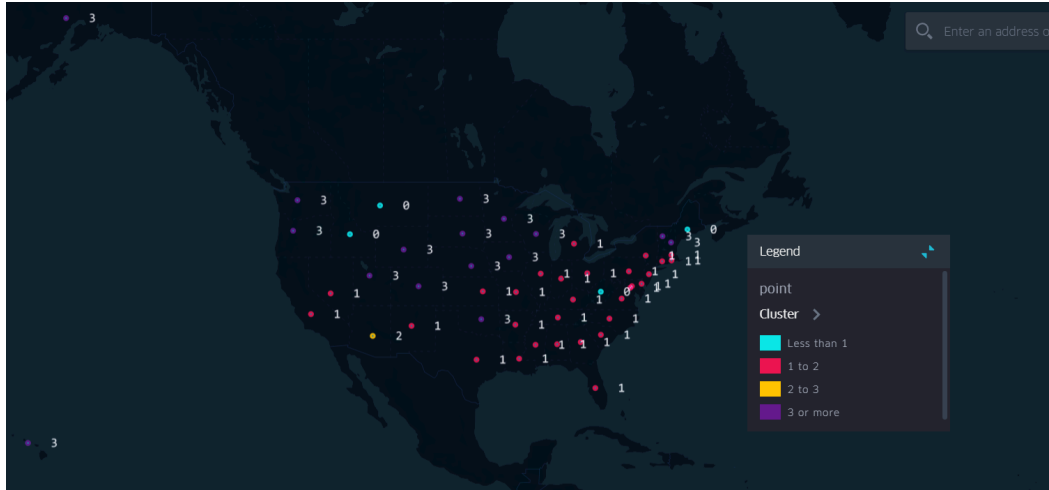 3
Enter an address o
3 0 3
3
3 0 3 3 0
1 3 3
3 3 1 1
3 1 1
3 1 1 1 1 1
3 1 1
1 1 1 0
1 1 1
1 3 1 1
2 1 1 1
1 1 1
1 1
1
3
Legend
point
Cluster
Less than 1
1 to 2
2 to 3
3 or more